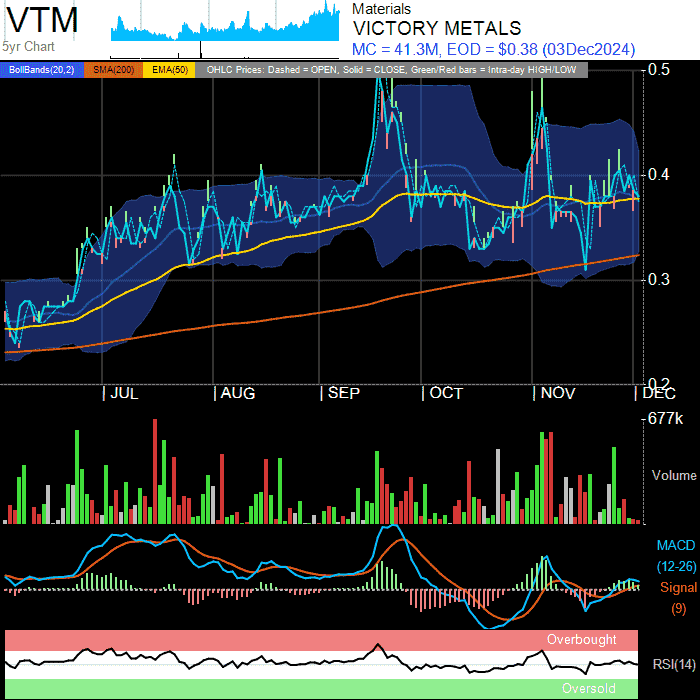 VTM
5yr Chart
Materials
VICTORY METALS
MC = 41.3M, EOD = $0.38 (03Dec2024)
BollBands(20,2) SMA(200) EMA(50) OHLC Prices: Dashed = OPEN, Solid = CLOSE, Green/Red bars = Intra-day HIGH/LOW
0.5
0.4
0.3
0.2
JUL AUG SEP OCT NOV DEC
677k
Volume
MACD
(12-26)
Signal
(9)
Overbought
RSI(14)
Oversold